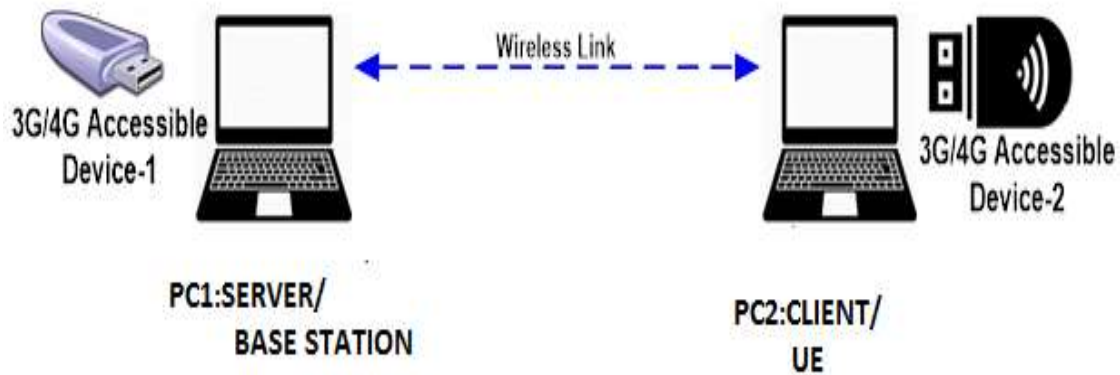 Wireless Link
3G/4G Accessible
Device-1
3G/4G Accessible
Device-2
PC1:SERVER/
BASE STATION
PC2:CLIENT/
UE